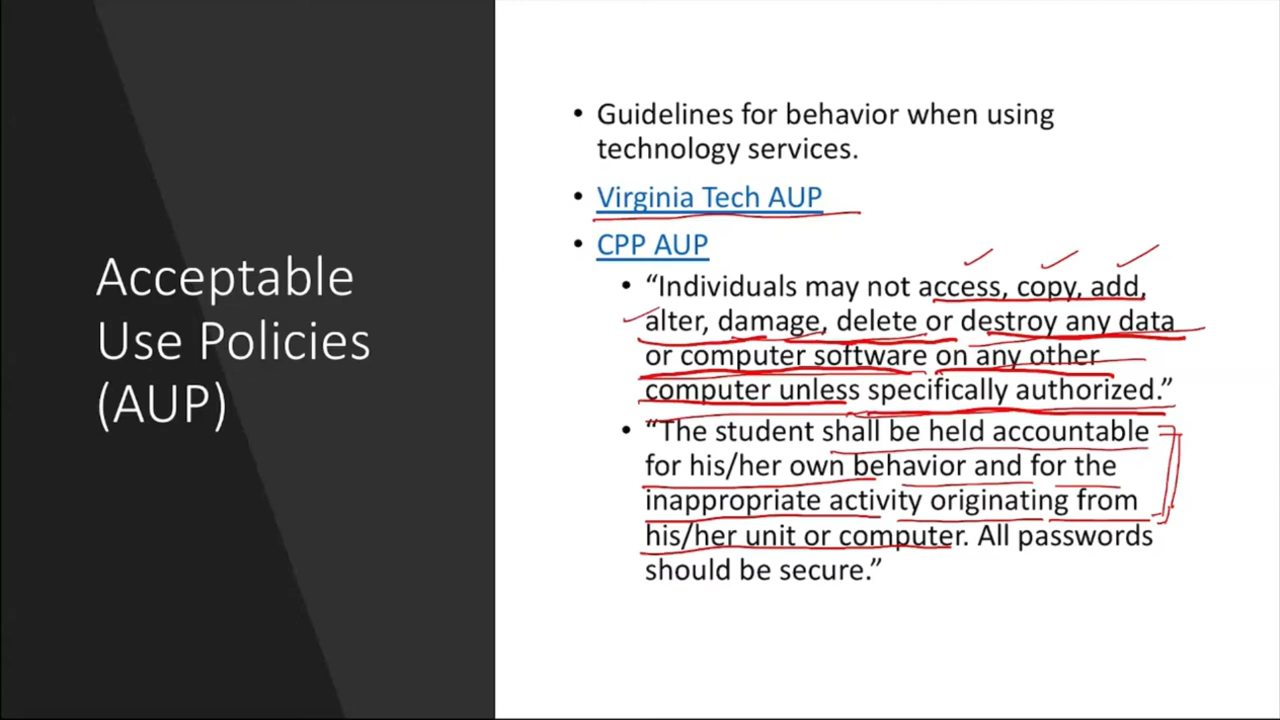 Acceptable
Use Policies
(AUP)
• Guidelines for behavior when using
technology services.
• Virginia Tech AUP
• CPP AUP
• “Individuals may not access, copy, add,
alter, damage, delete or destroy any data
or computer software on any other
computer unless specifically authorized.”
• “The student shall be held accountable
for his/her own behavior and for the
inappropriate activity originating from
his/her unit or computer. All passwords
should be secure.”